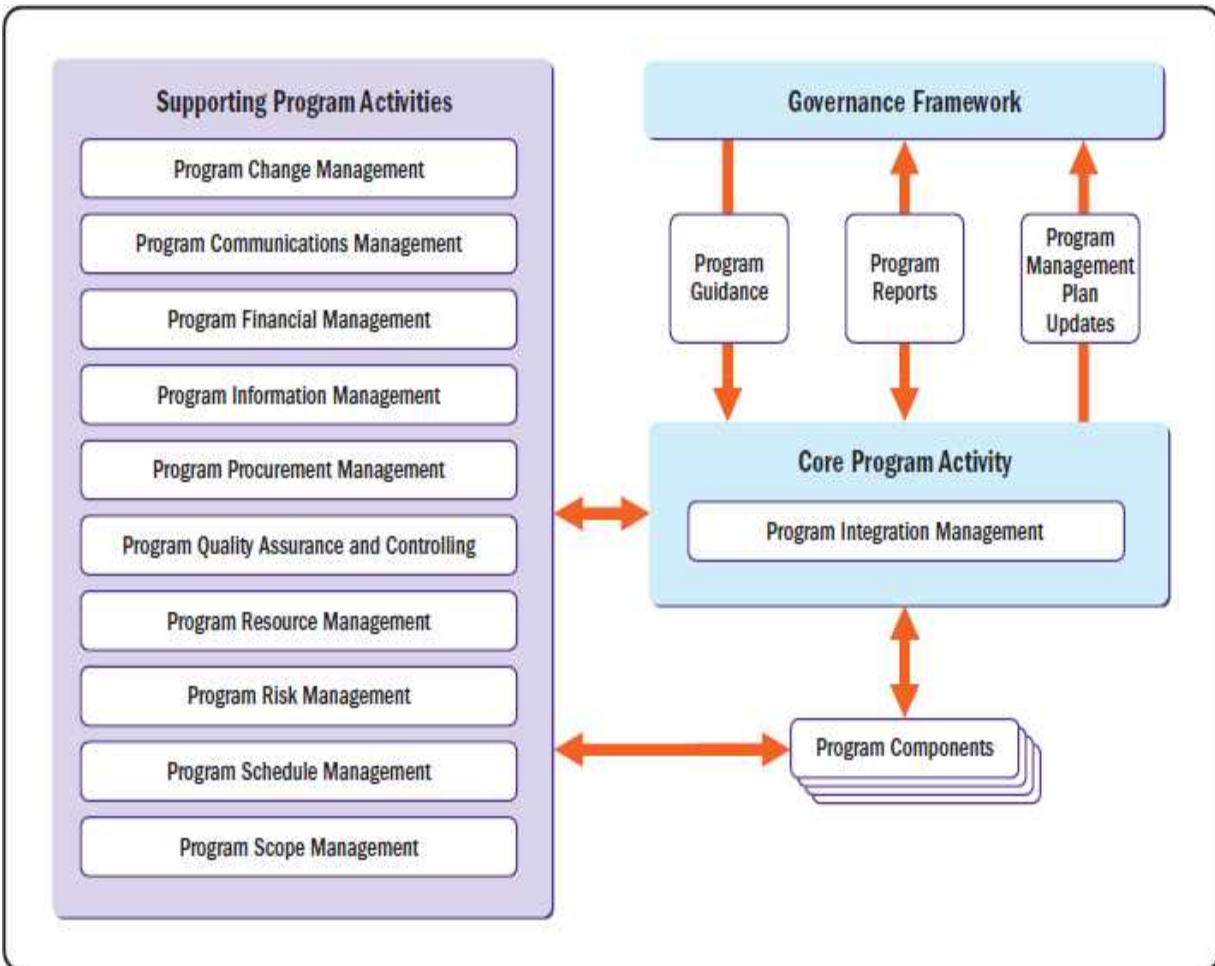 Supporting Program Activities
Program Change Management
Program Communications Management
Program Financial Management
Program Information Management
Program Procurement Management
Program Quality Assurance and Controlling
Program Resource Management
Program Risk Management
Program Schedule Management
Program Scope Management
Governance Framework
Program
Guidance
Program
Reports
Program
Management
Plan
Updates
Core Program Activity
Program Integration Management
Program Components